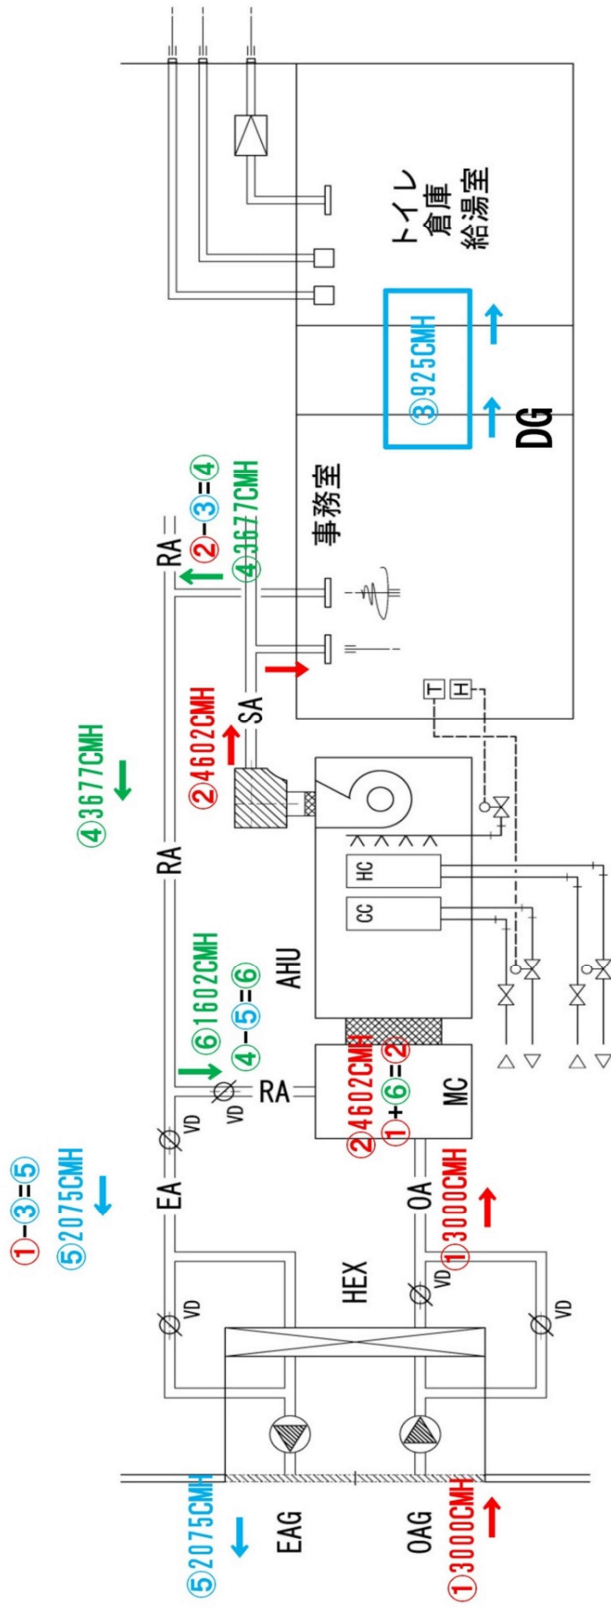 ①-③=⑤
⑤2075CMH
④3677CMH
RA
②-③=④
④3677CMH
RA
EA
VD
VD
VD
⑥1602CMH
④-⑤=⑥
RA
②4602CMH
SA
AHU
事務室
トイレ
倉庫
給湯室
③925CMH
DG
CC
HC
T
H
②4602CMH
①+⑥=②
MC
HEX
OA
①3000CMH
VD
VD
⑤2075CMH
EAG
OAG
①3000CMH